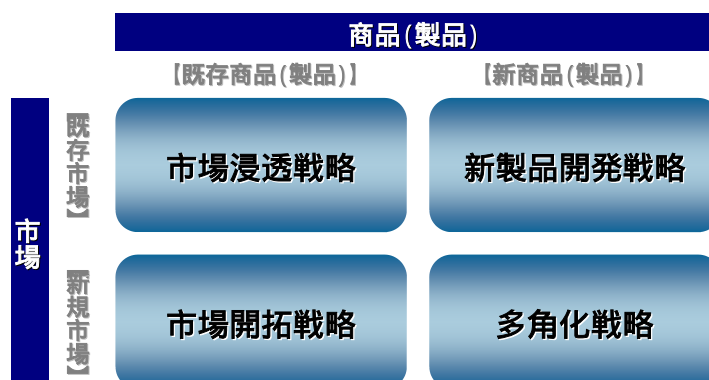 商品(製品)
【既存商品(製品)】
【新商品(製品)】
市場
【既存市場】
市場浸透戦略
新製品開発戦略
【新規市場】
市場開拓戦略
多角化戦略